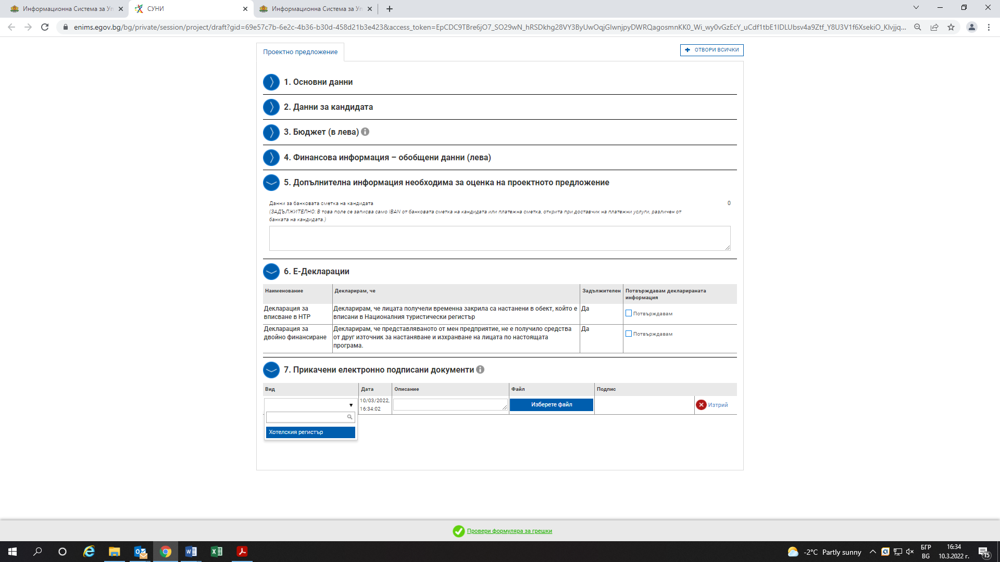 Информационна Система за Уп
СУНИ
Информационна Система за Уп
enims.egov.bg/bg/private/session/project/draft?gid=69e57c7b-6e2c-4b36-b30d-458d21b3e423&access_token=EpCDC9TBre6jO7_SO29wN_hRSDkhg28VY3ByUwOqjGlwnjpyDWRQagosmnKK0_Wi_wy0vGzEcY_uCdf1tbE1lDLUbsv4a9Ztf_Y8U3V1f6XsekiO_Klvjjq...
Проектно предложение
ОТВОРИ ВСИЧКИ
1. Основни данни
2. Данни за кандидата
3. Бюджет (в лева)
4. Финансова информация – обобщени данни (лева)
5. Допълнителна информация необходима за оценка на проектното предложение
Данни за банковата сметка на кандидата 0
(ЗАДЪЛЖИТЕЛНО: В това поле се записва само IBAN от банковата сметка на кандидата или платежна сметка, открита при доставчик на платежни услуги, различен от
банката на кандидата.)
6. Е-Декларации
Наименование Декларирам, че Задължителен Потвърждавам декларираната
информация
Декларация за Декларирам, че лицата получели временна закрила са настанени в обект, който е Да
вписване в НТР вписани в Националния туристически регистър Потвърждавам
Декларация за Декларирам, че представляваното от мен предприятие, не е получило средства Да
двойно финансиране от друг източник за настаняване и изхранване на лицата по настоящата Потвърждавам
програма.
7. Прикачени електронно подписани документи
Вид Дата Описание Файл Подпис
10/03/2022,
16:34:02
Изберете файл
Изтрий
Хотелския регистър
Провери формуляра за грешки
-2°C Partly sunny
БГР
BG
16:34
10.3.2022 г.
15